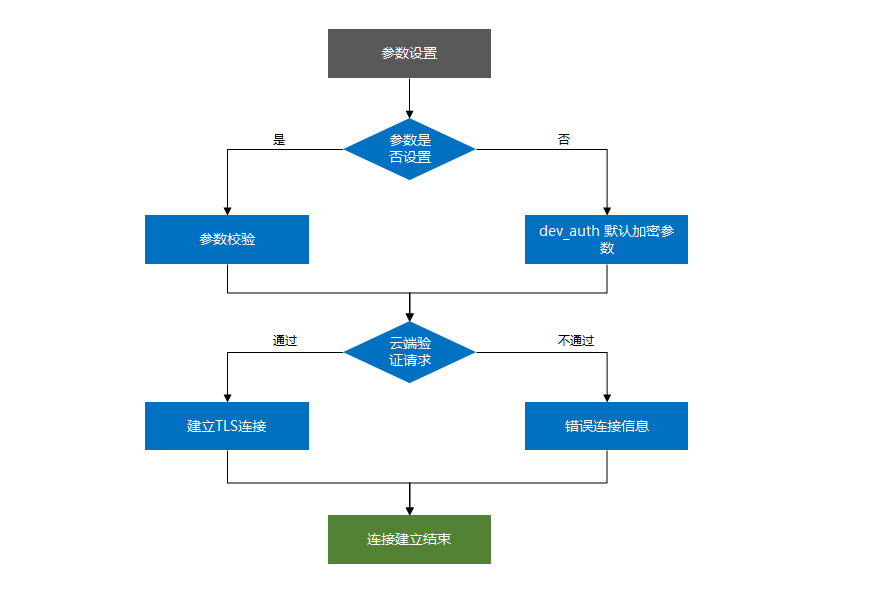 参数设置
参数是
否设置
是
否
参数校验
dev_auth 默认加密参
数
云端验
证请求
通过
不通过
建立TLS连接
错误连接信息
连接建立结束